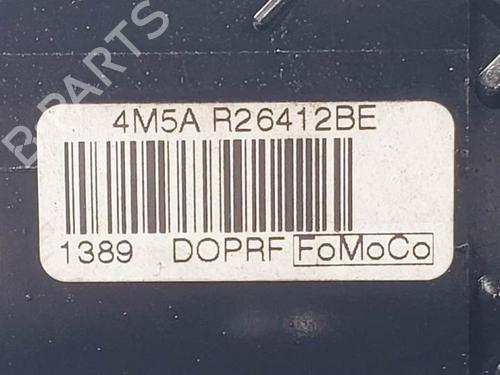 B-PARTS
4M5A R26412BE
1389 DOPRF FoMoCo